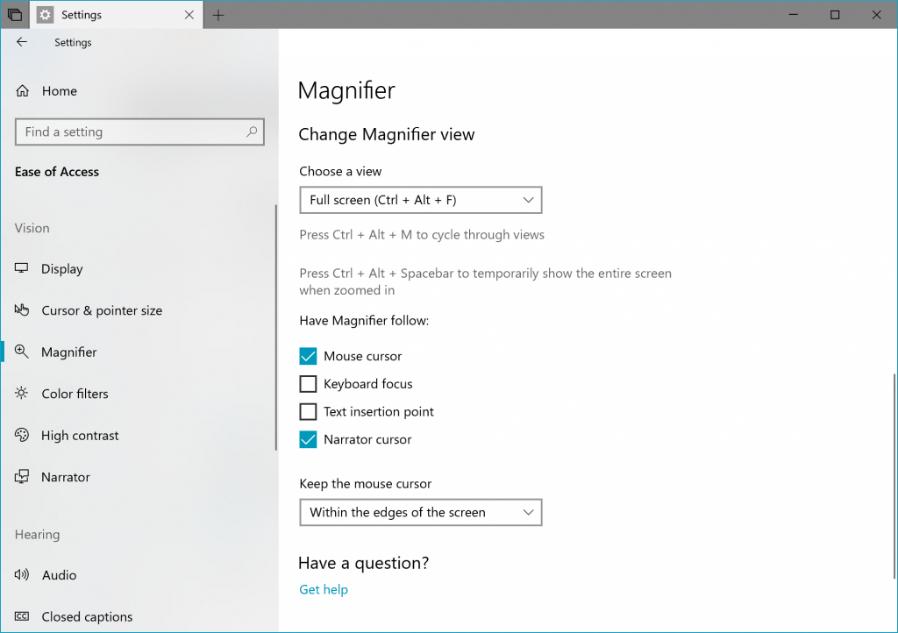 Settings
Settings
Home
Find a setting
Ease of Access
Vision
Display
Cursor & pointer size
Magnifier
Color filters
High contrast
Narrator
Hearing
Audio
Closed captions
Magnifier
Change Magnifier view
Choose a view
Full screen (Ctrl + Alt + F)
Press Ctrl + Alt + M to cycle through views
Press Ctrl + Alt + Spacebar to temporarily show the entire screen
when zoomed in
Have Magnifier follow:
Mouse cursor
Keyboard focus
Text insertion point
Narrator cursor
Keep the mouse cursor
Within the edges of the screen
Have a question?
Get help